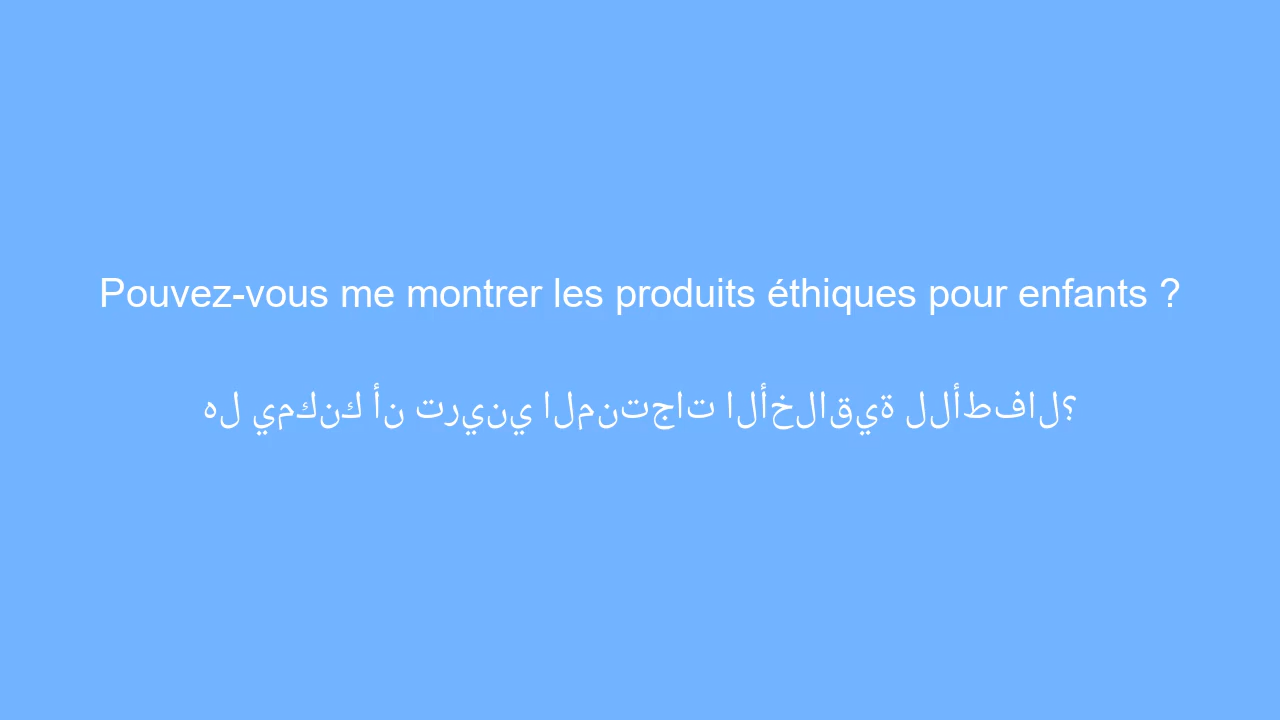 Pouvez-vous me montrer les produits éthiques pour enfants ?
هل يمكنك أن تريني المنتجات الأخلاقية للأطفال؟